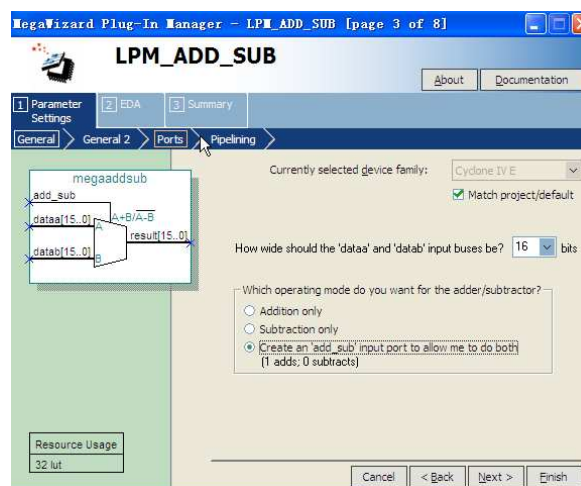 MegaWizard Plug-In Manager - LPM_ADD_SUB [page 3 of 8]
LPM_ADD_SUB
About
Documentation
1 Parameter Settings
2 EDA
3 Summary
General
General 2
Ports
Pipelining
megaaddsub
add_sub
A+B/A-B
dataa[15..0]
A
result[15..0]
datab[15..0]
B
Currently selected device family:
Cyclone IV E
Match project/default
How wide should the 'dataa' and 'datab' input buses be? 16 bits
Which operating mode do you want for the adder/subtractor?
Addition only
Subtraction only
Create an 'add_sub' input port to allow me to do both
(1 adds; 0 subtracts)
Resource Usage
32 lut
Cancel
< Back
Next >
Finish